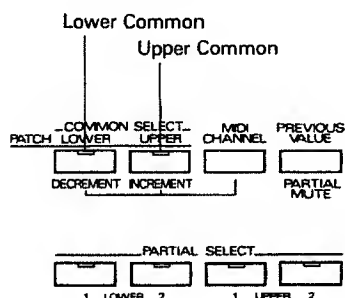 Lower Common
Upper Common
COMMON SELECT
PATCH LOWER UPPER MIDI CHANNEL PREVIOUS VALUE
DECREMENT INCREMENT PARTIAL MUTE
PARTIAL SELECT
1 LOWER 2 1 UPPER 2